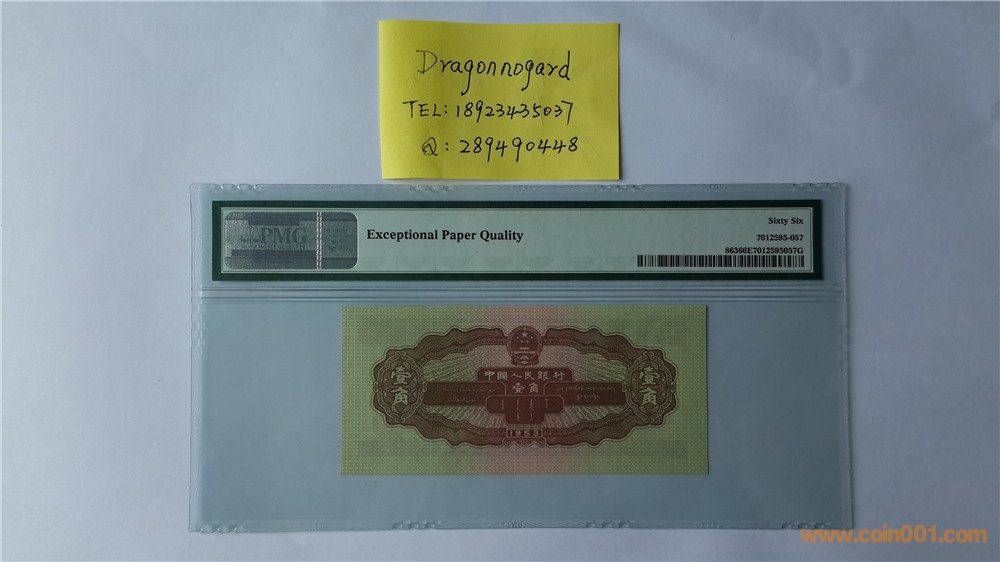 Dragonnogard
TEL: 18923435037
Q: 289490448
PMG
Exceptional Paper Quality
Sixty Six
7012595-057
86366E7012595057G
中國人民銀行
壹角
壹角
壹角
1953
www.coin001.com